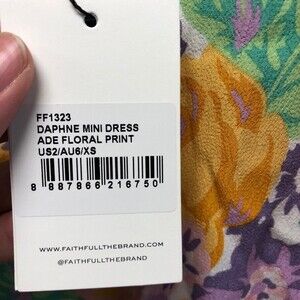 FF1323
DAPHNE MINI DRESS
ADE FLORAL PRINT
US2/AU6/XS
8 887866 216750
WWW.FAITHFULLTHEBRAND.COM
@FAITHFULLTHEBRAND